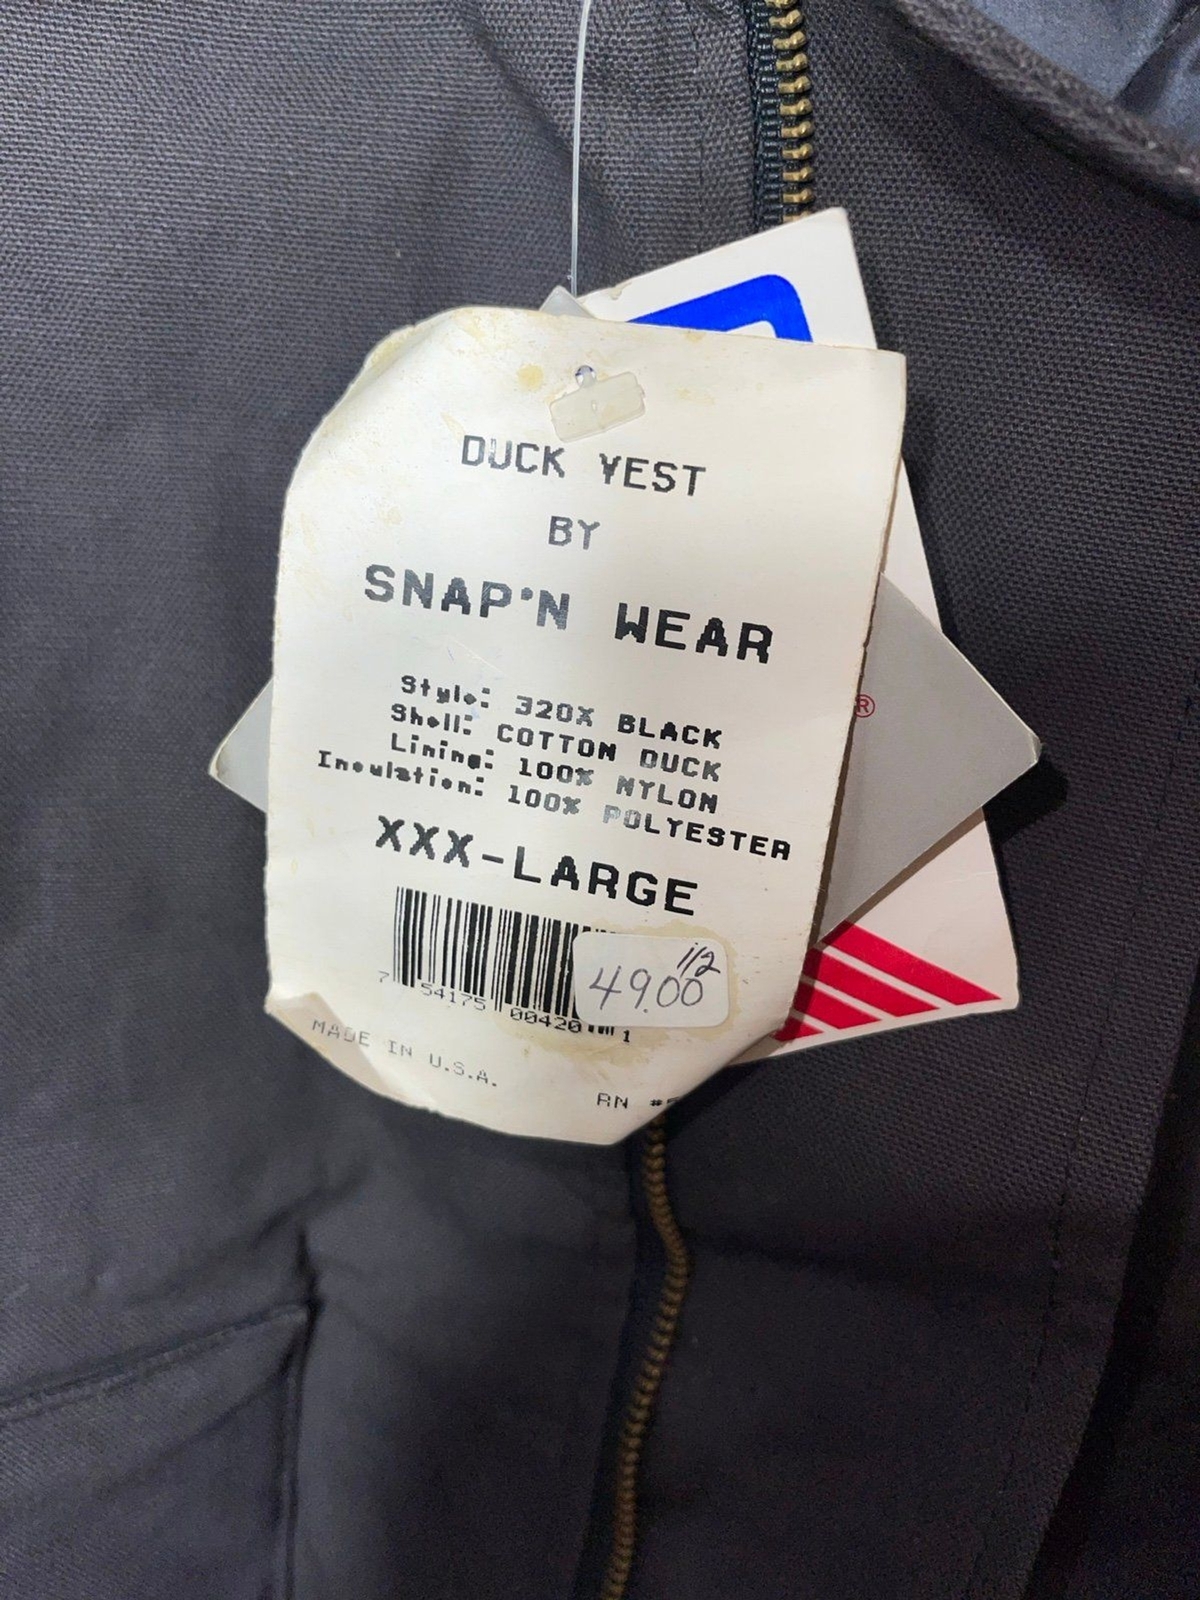 DUCK VEST
BY
SNAP'N WEAR
Style: 320X BLACK
Shell: COTTON DUCK
Lining: 100% NYLON
Insulation: 100% POLYESTER
XXX-LARGE
1/2
49.00
7 54175 00420 1
MADE IN U.S.A.
RN
®